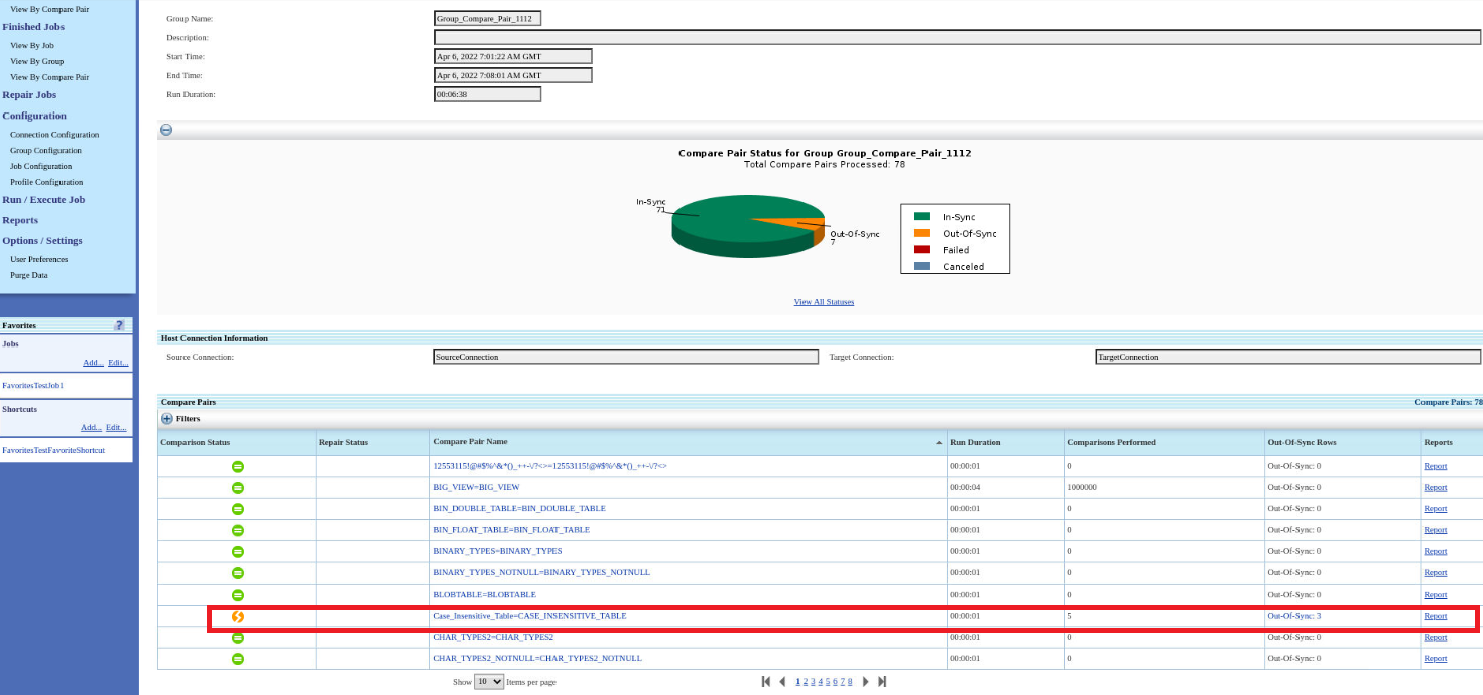 View By Compare Pair
Finished Jobs
View By Job
View By Group
View By Compare Pair
Repair Jobs
Configuration
Connection Configuration
Group Configuration
Job Configuration
Profile Configuration
Run / Execute Job
Reports
Options / Settings
User Preferences
Purge Data
Favorites ?
Jobs
Add... Edit...
FavoritesTestJob1
Shortcuts
Add... Edit...
FavoritesTestFavoriteShortcut
Group Name: Group_Compare_Pair_1112
Description:
Start Time: Apr 6, 2022 7:01:22 AM GMT
End Time: Apr 6, 2022 7:08:01 AM GMT
Run Duration: 00:06:38
Compare Pair Status for Group Group_Compare_Pair_1112
Total Compare Pairs Processed: 78
In-Sync
71
Out-Of-Sync
7
In-Sync
Out-Of-Sync
Failed
Canceled
View All Statuses
Host Connection Information
Source Connection: SourceConnection Target Connection: TargetConnection
Compare Pairs Compare Pairs: 78
Filters
Comparison Status Repair Status Compare Pair Name Run Duration Comparisons Performed Out-Of-Sync Rows Reports
12553115!@#$%^&*()_++-\/?<>=12553115!@#$%^&*()_++-\/?<> 00:00:01 0 Out-Of-Sync: 0 Report
BIG_VIEW=BIG_VIEW 00:00:04 1000000 Out-Of-Sync: 0 Report
BIN_DOUBLE_TABLE=BIN_DOUBLE_TABLE 00:00:01 0 Out-Of-Sync: 0 Report
BIN_FLOAT_TABLE=BIN_FLOAT_TABLE 00:00:01 0 Out-Of-Sync: 0 Report
BINARY_TYPES=BINARY_TYPES 00:00:01 0 Out-Of-Sync: 0 Report
BINARY_TYPES_NOTNULL=BINARY_TYPES_NOTNULL 00:00:01 0 Out-Of-Sync: 0 Report
BLOBTABLE=BLOBTABLE 00:00:01 0 Out-Of-Sync: 0 Report
Case_Insensitive_Table=CASE_INSENSITIVE_TABLE 00:00:01 5 Out-Of-Sync: 3 Report
CHAR_TYPES2=CHAR_TYPES2 00:00:01 0 Out-Of-Sync: 0 Report
CHAR_TYPES2_NOTNULL=CHAR_TYPES2_NOTNULL 00:00:01 0 Out-Of-Sync: 0 Report
Show 10 Items per page 1 2 3 4 5 6 7 8